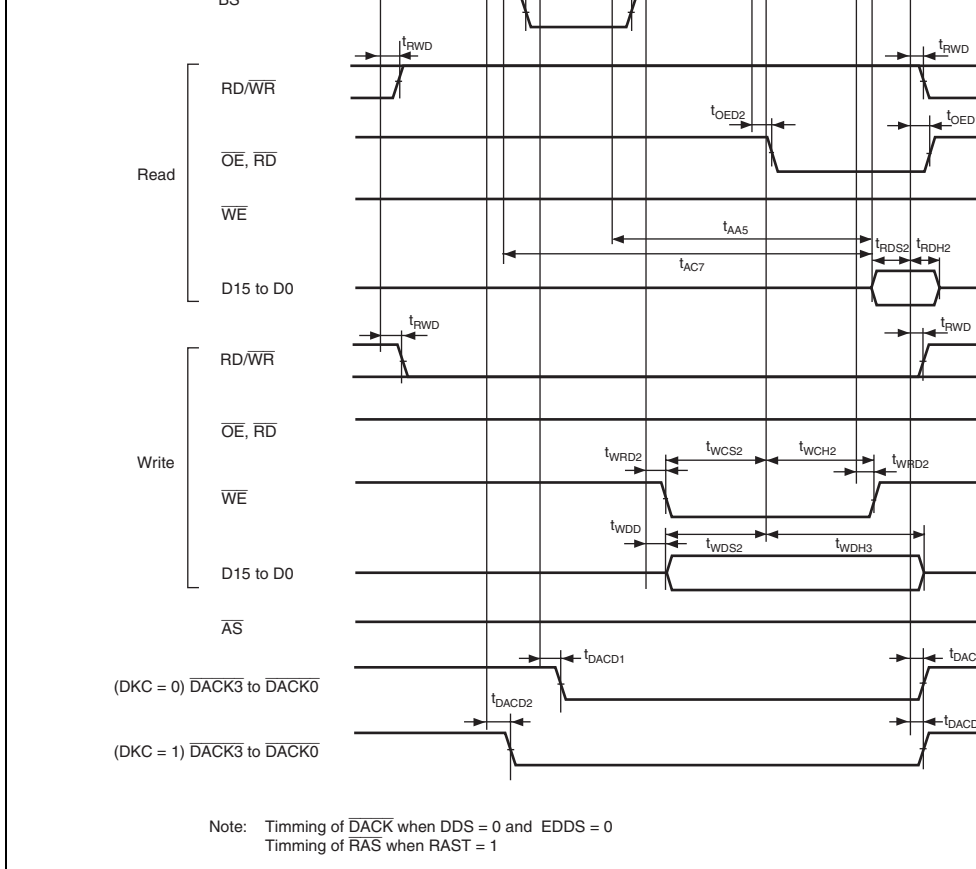 BS
tRWD tRWD
RD/WR
tOED2 tOED
OE, RD
Read
WE
tAA5
tRDS2 tRDH2
tAC7
D15 to D0
tRWD tRWD
RD/WR
OE, RD
Write
tWRD2 tWCS2 tWCH2 tWRD2
WE
tWDD tWDS2 tWDH3
D15 to D0
AS
tDACD1 tDAC
(DKC = 0) DACK3 to DACK0
tDACD2 tDACD
(DKC = 1) DACK3 to DACK0
Note: Timming of DACK when DDS = 0 and EDDS = 0
Timming of RAS when RAST = 1